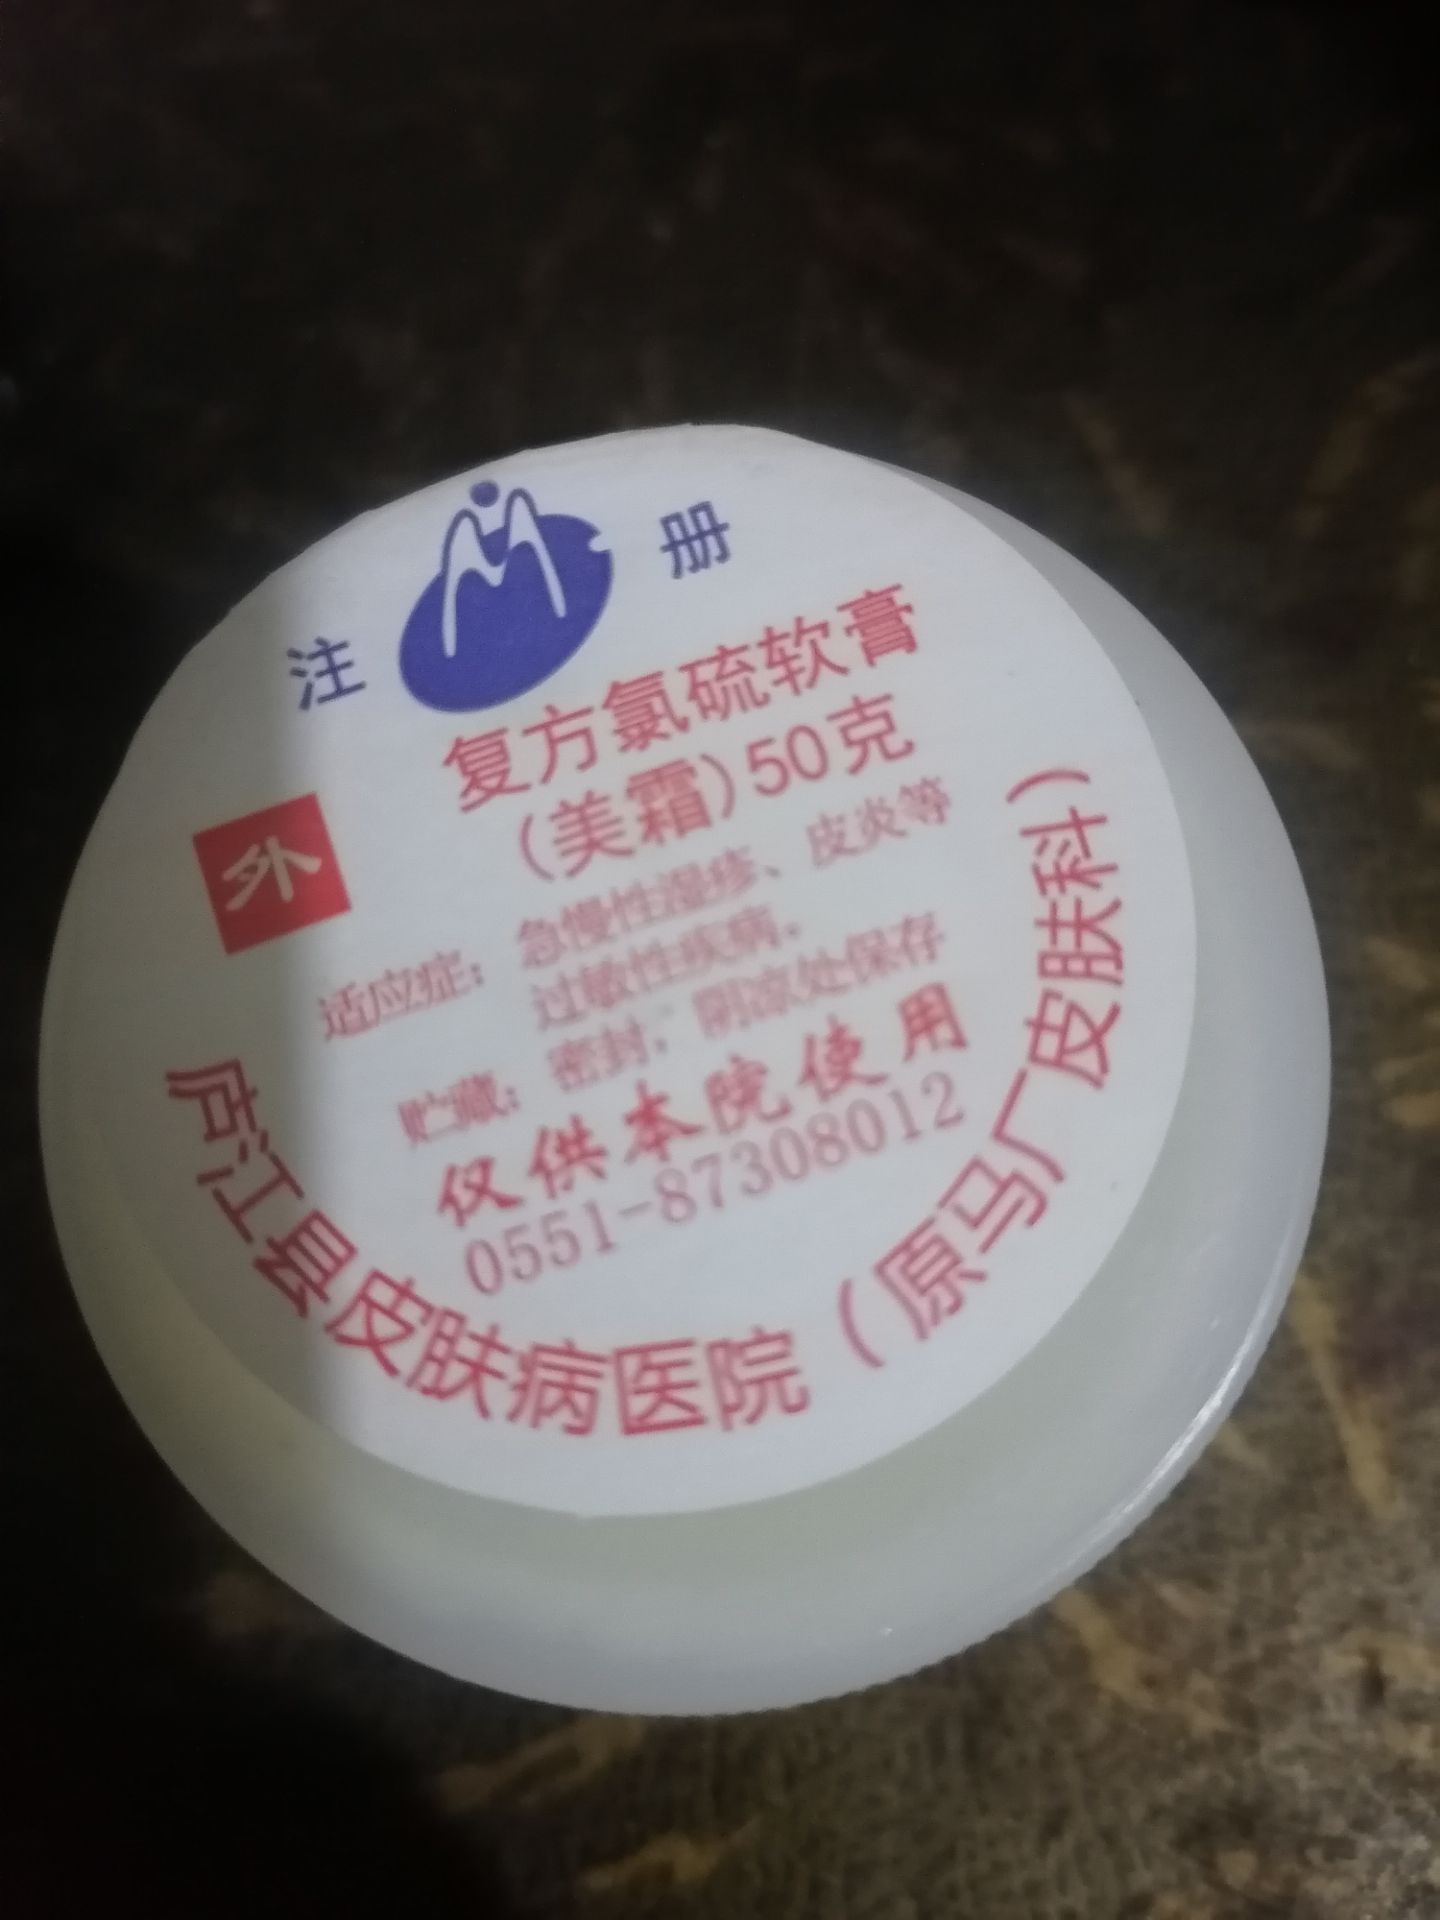 注 册
复方氯硫软膏
(美霜)50克
外
适应症：急慢性湿疹、皮炎等
过敏性疾病。
贮藏：密封，阴凉处保存
仅供本院使用
0551-87308012
庐江县皮肤病医院（原马厂皮肤科）